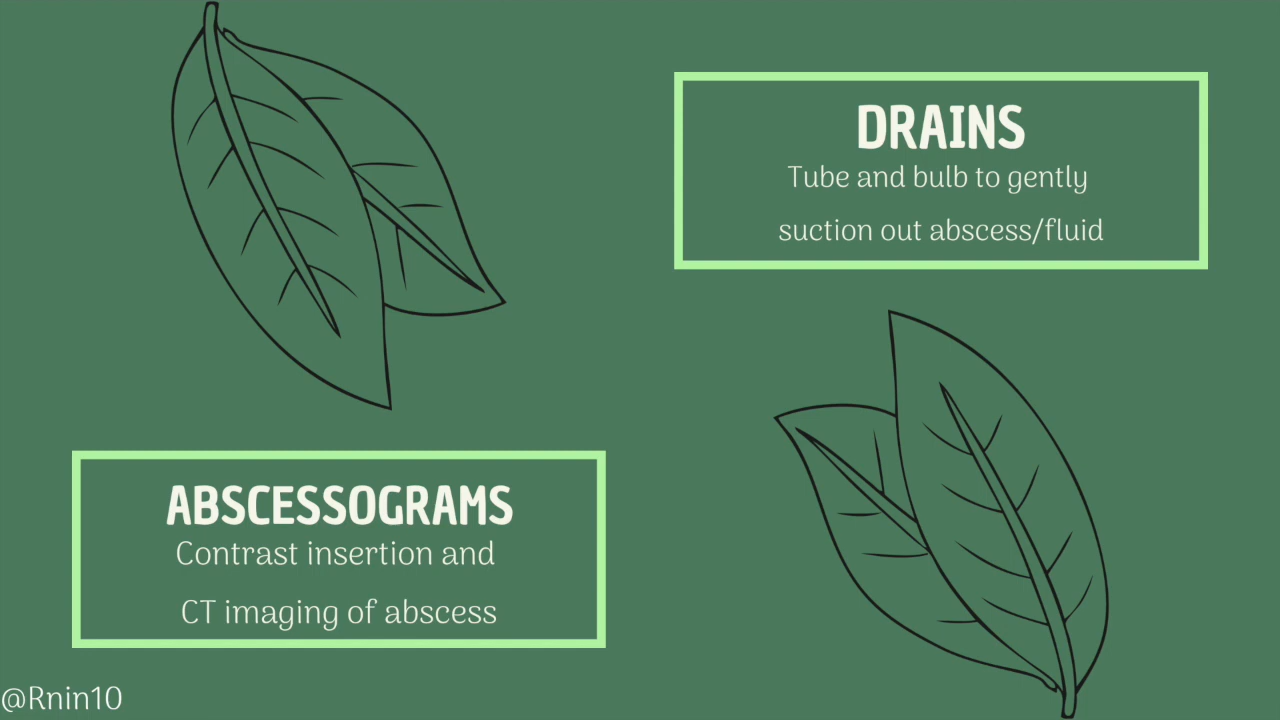 DRAINS
Tube and bulb to gently
suction out abscess/fluid
ABSCESSOGRAMS
Contrast insertion and
CT imaging of abscess
@Rnin10